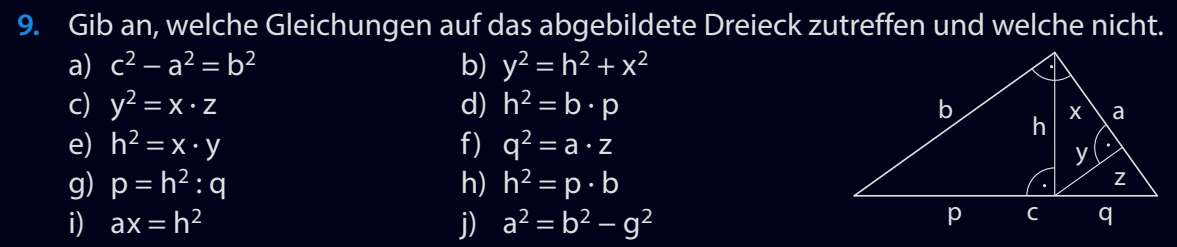 9. Gib an, welche Gleichungen auf das abgebildete Dreieck zutreffen und welche nicht.
a) c² – a² = b²
b) y² = h² + x²
c) y² = x · z
d) h² = b · p
e) h² = x · y
f) q² = a · z
g) p = h² : q
h) h² = p · b
i) ax = h²
j) a² = b² – g²
b
h
x
a
y
z
p
c
q